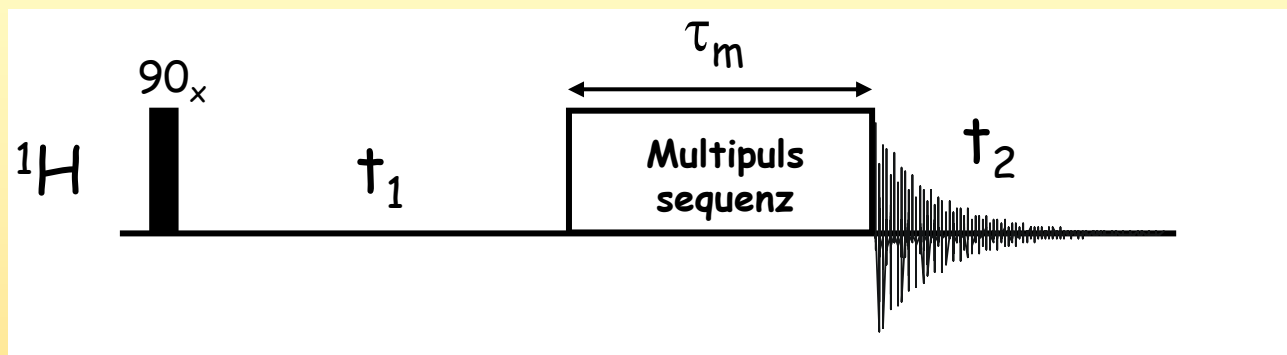 τm
90x
1H
t1
Multipuls
sequenz
t2